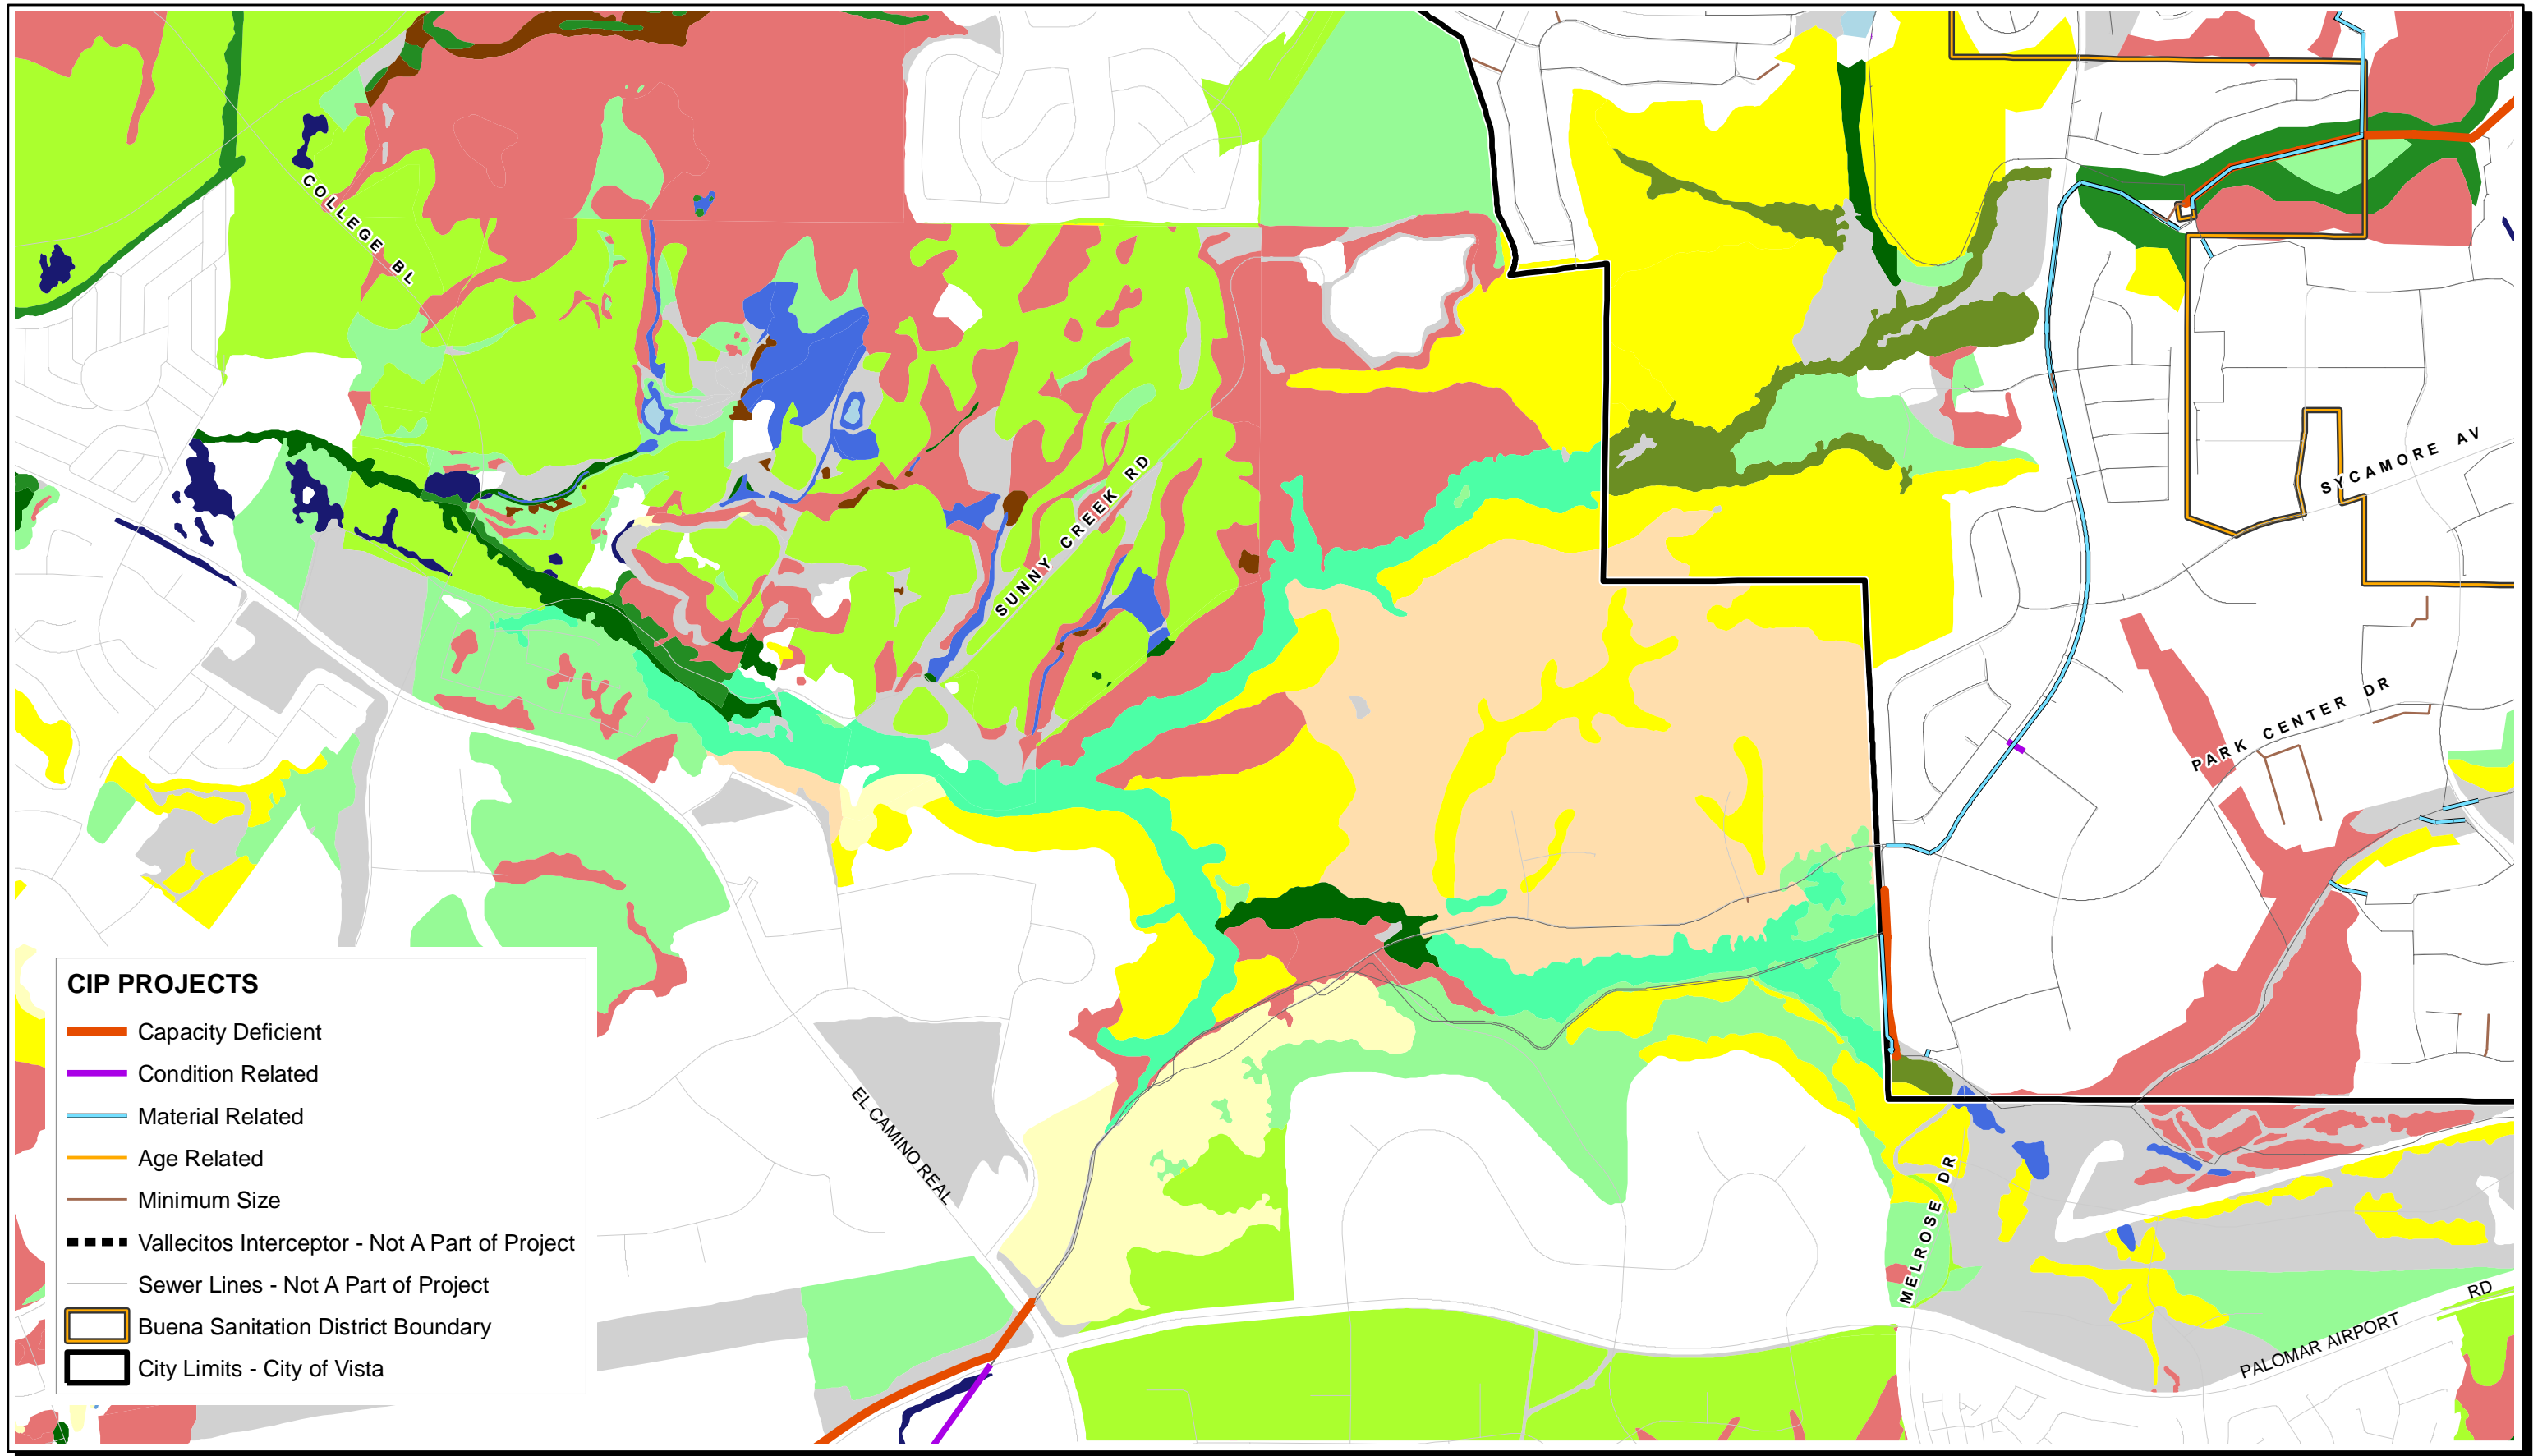 COLLEGE BL
SUNNY CREEK RD
SYCAMORE AV
PARK CENTER DR
EL CAMINO REAL
MELROSE DR
PALOMAR AIRPORT RD
CIP PROJECTS
Capacity Deficient
Condition Related
Material Related
Age Related
Minimum Size
Vallecitos Interceptor - Not A Part of Project
Sewer Lines - Not A Part of Project
Buena Sanitation District Boundary
City Limits - City of Vista